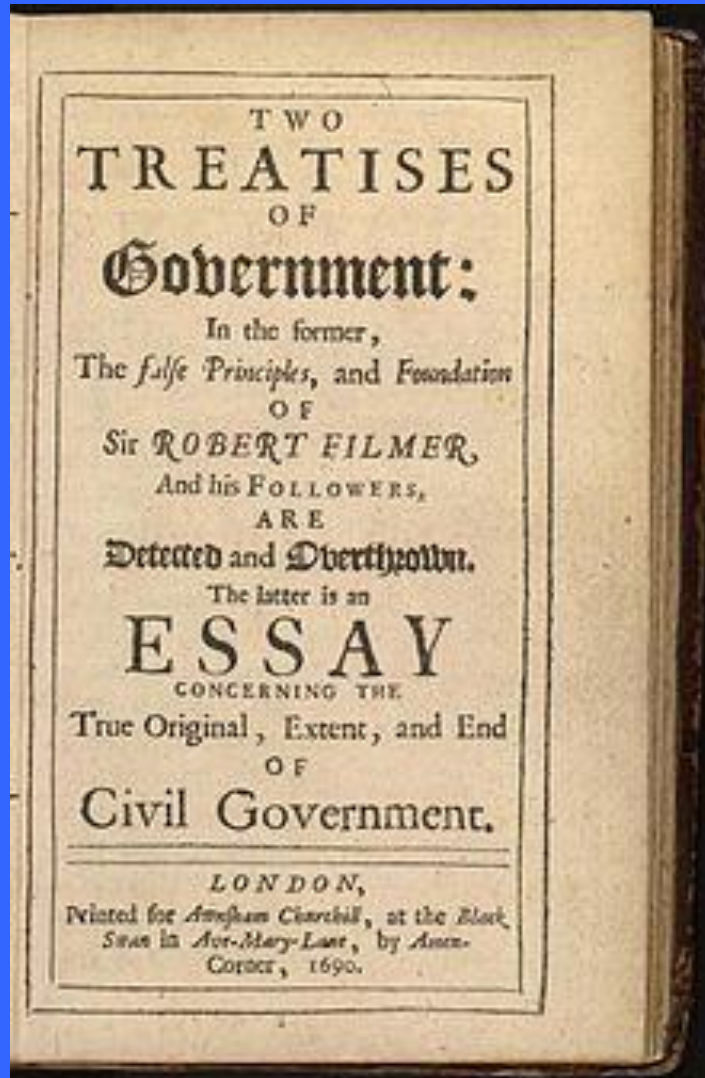 TWO
TREATISES
OF
Government:
In the former,
The false Principles, and Foundation
OF
Sir ROBERT FILMER,
And his FOLLOWERS,
ARE
Detected and Overthrown.
The latter is an
ESSAY
CONCERNING THE
True Original, Extent, and End
OF
Civil Government.
LONDON,
Printed for Awnsham Churchill, at the Black
Swan in Ave-Mary-Lane, by Amen-
Corner, 1690.